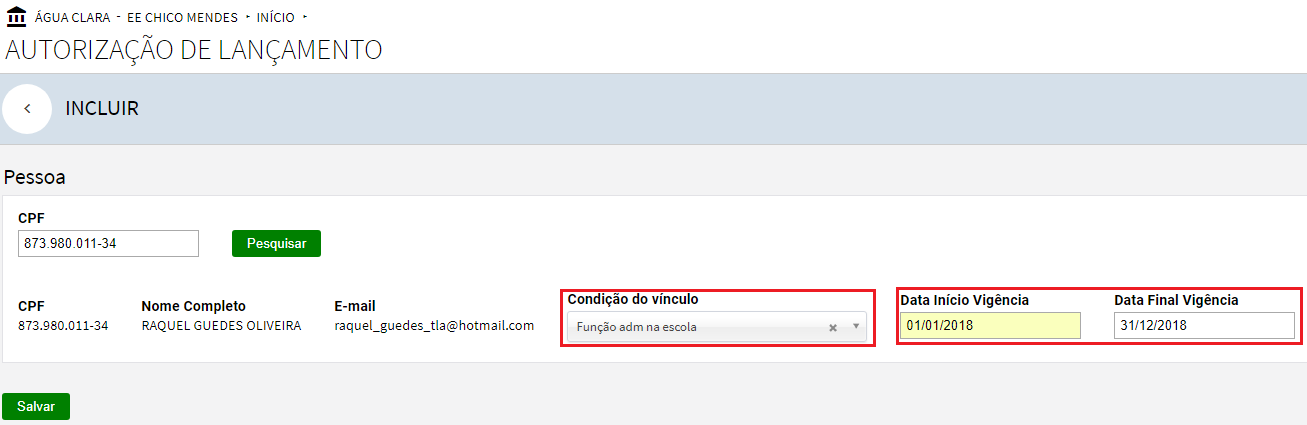 ÁGUA CLARA - EE CHICO MENDES ‣ INÍCIO ‣
AUTORIZAÇÃO DE LANÇAMENTO
INCLUIR
Pessoa
CPF
873.980.011-34 Pesquisar
CPF Nome Completo E-mail Condição do vínculo Data Início Vigência Data Final Vigência
873.980.011-34 RAQUEL GUEDES OLIVEIRA raquel_guedes_tla@hotmail.com Função adm na escola 01/01/2018 31/12/2018
Salvar